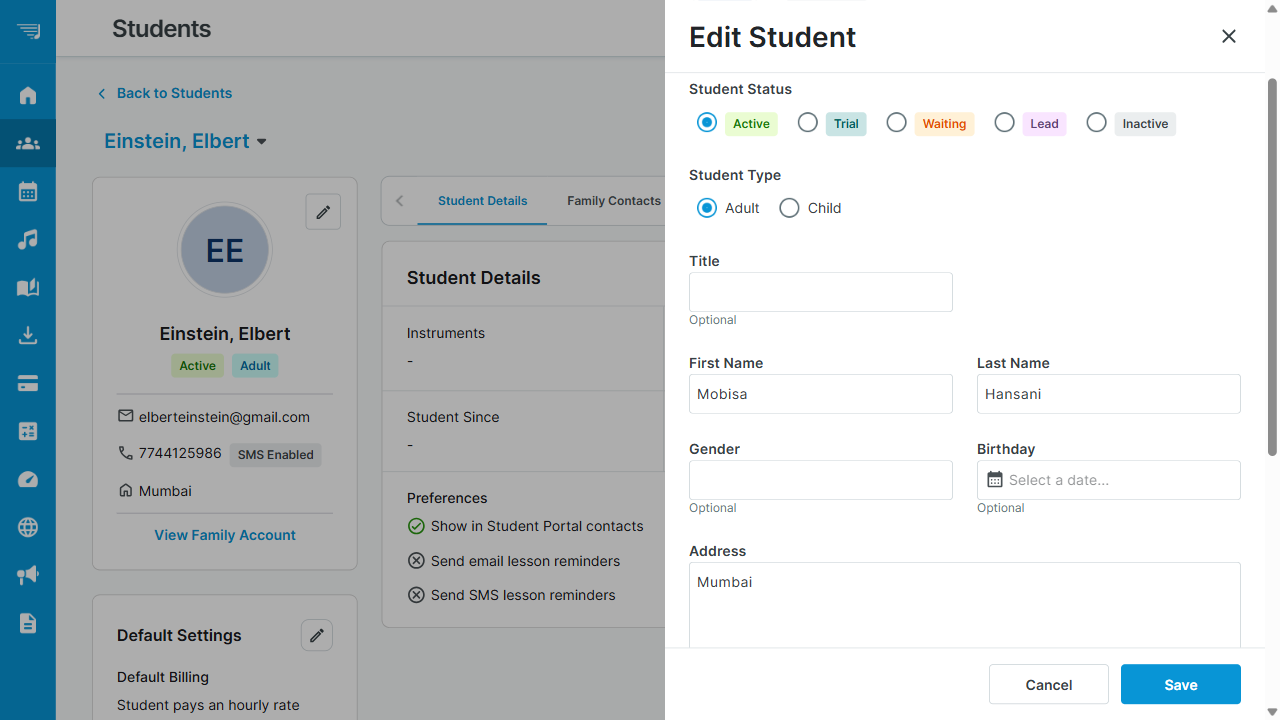 Students
Back to Students
Einstein, Elbert
EE
Einstein, Elbert
Active
Adult
elberteinstein@gmail.com
7744125986
SMS Enabled
Mumbai
View Family Account
Default Settings
Default Billing
Student pays an hourly rate
Student Details
Family Contacts
Student Details
Instruments
-
Student Since
-
Preferences
Show in Student Portal contacts
Send email lesson reminders
Send SMS lesson reminders
Edit Student
Student Status
Active
Trial
Waiting
Lead
Inactive
Student Type
Adult
Child
Title
Optional
First Name
Mobisa
Last Name
Hansani
Gender
Optional
Birthday
Select a date...
Optional
Address
Mumbai
Cancel
Save